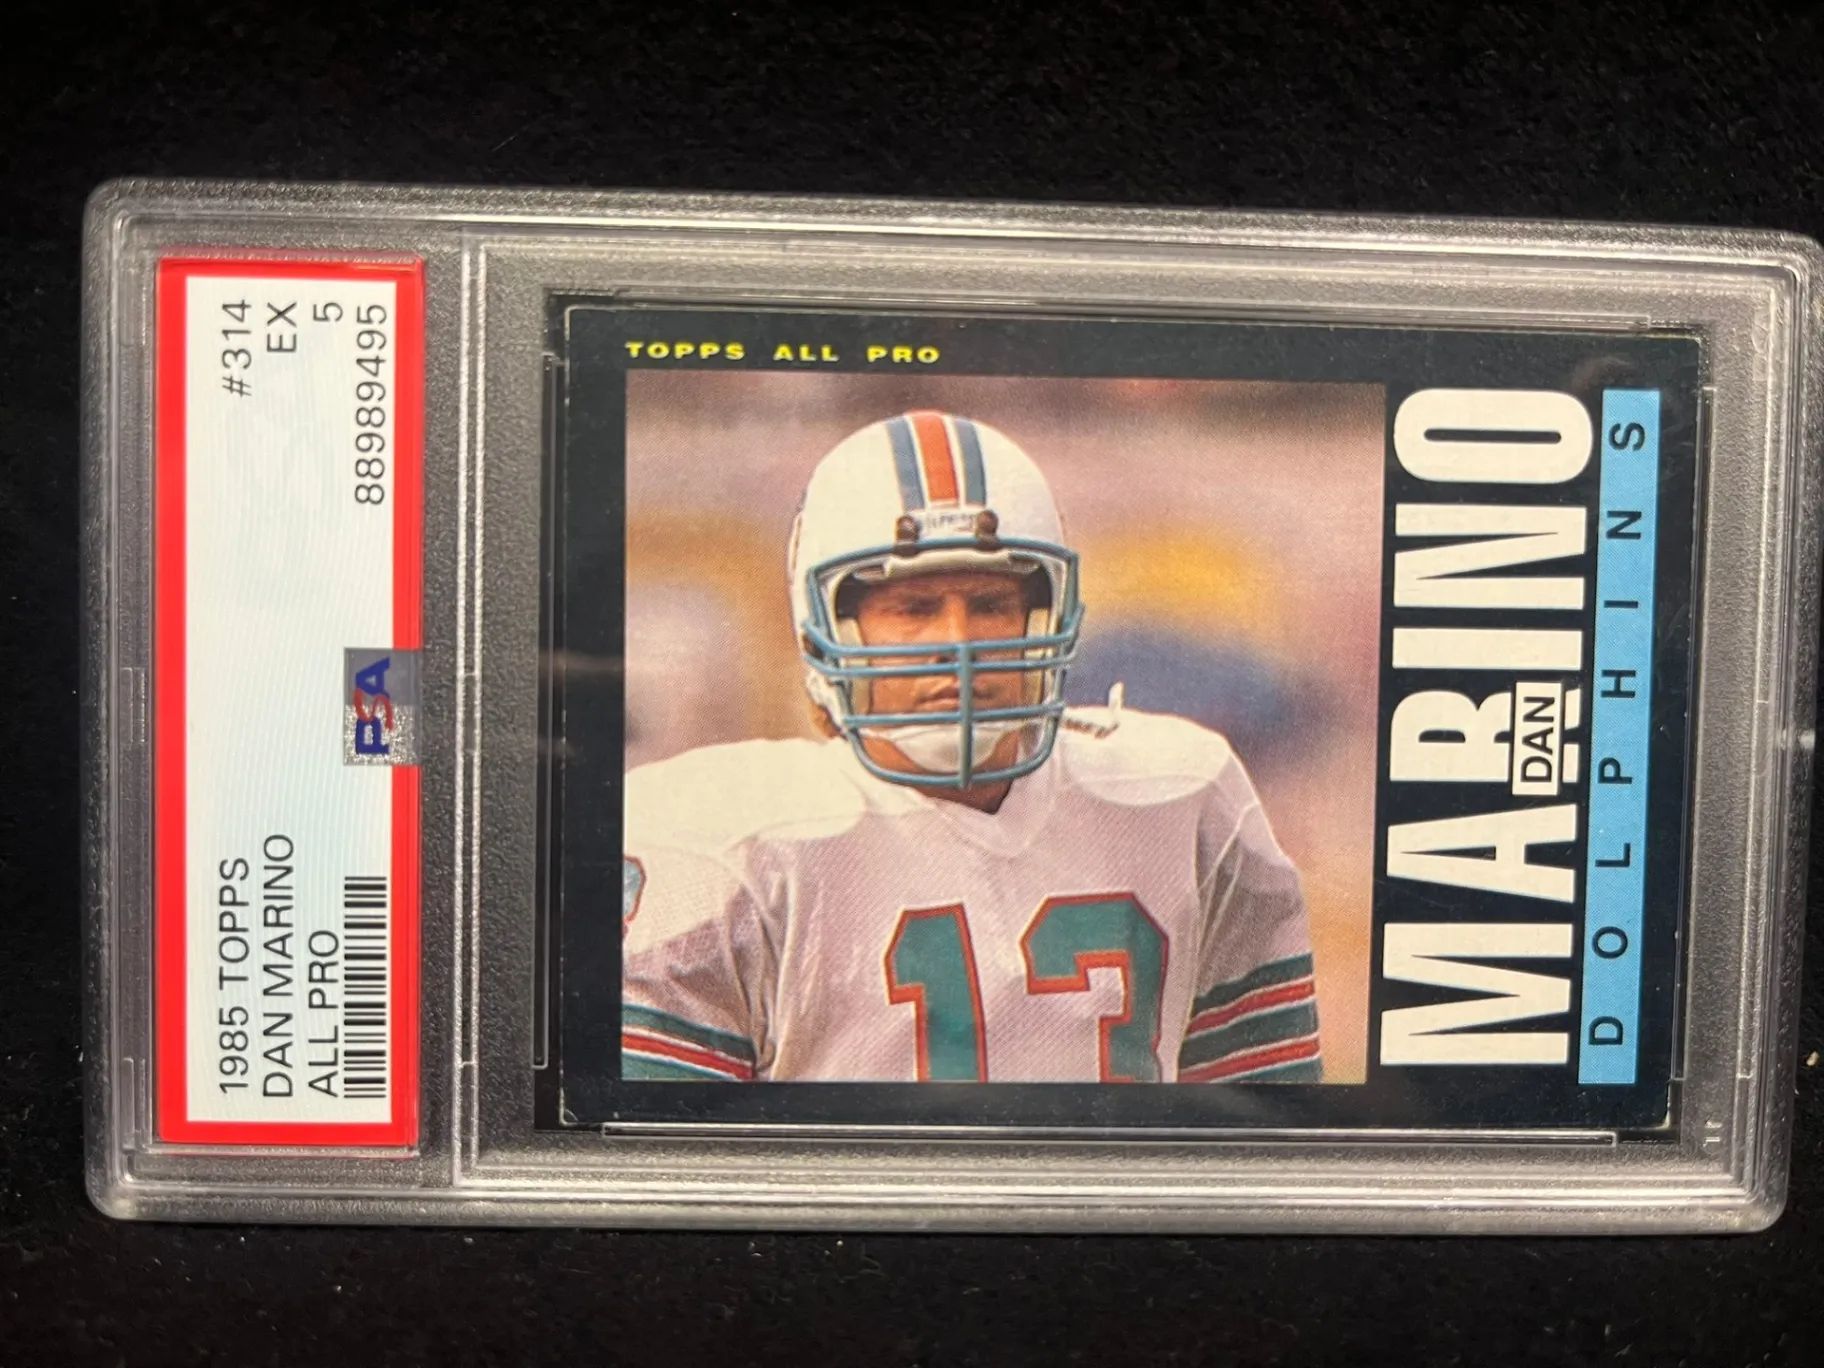 1985 TOPPS #314
DAN MARINO EX
ALL PRO 5
88989495
PSA
TOPPS ALL PRO
13
MARINO
DAN
DOLPHINS